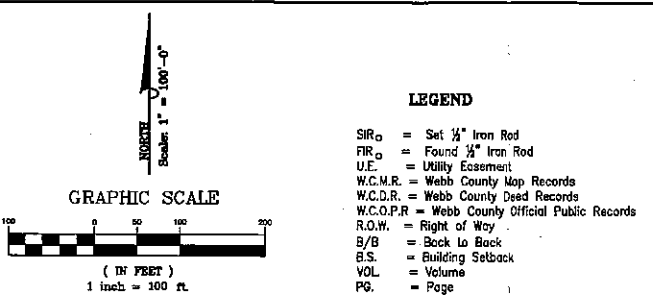 NORTH
Scale: 1" = 100'-0"
GRAPHIC SCALE
100 0 50 100 200
( IN FEET )
1 inch = 100 ft.
LEGEND
SIR = Set ½" Iron Rod
FIR = Found ½" Iron Rod
U.E. = Utility Easement
W.C.M.R. = Webb County Map Records
W.C.D.R. = Webb County Deed Records
W.C.O.P.R = Webb County Official Public Records
R.O.W. = Right of Way
B/B = Back to Back
B.S. = Building Setback
VOL = Volume
PG. = Page